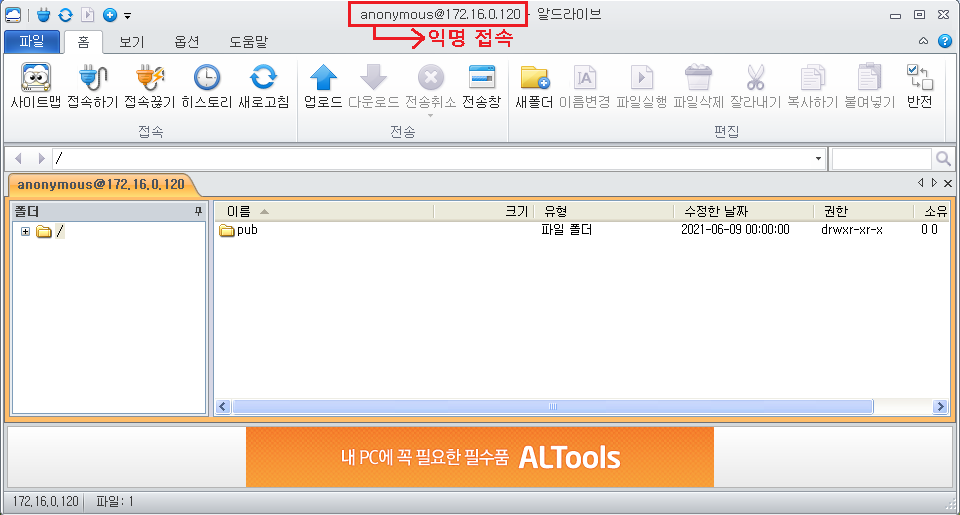 anonymous@172.16.0.120 - 알드라이브
익명 접속
파일 홈 보기 옵션 도움말
사이트맵 접속하기 접속끊기 히스토리 새로고침 업로드 다운로드 전송취소 전송창 새폴더 이름변경 파일실행 파일삭제 잘라내기 복사하기 붙여넣기 반전
접속 전송 편집
/
anonymous@172.16.0.120
폴더 이름 크기 유형 수정한 날짜 권한 소유
/ pub 파일 폴더 2021-06-09 00:00:00 drwxr-xr-x 0 0
내 PC에 꼭 필요한 필수품 ALTools
172.16.0.120 파일: 1